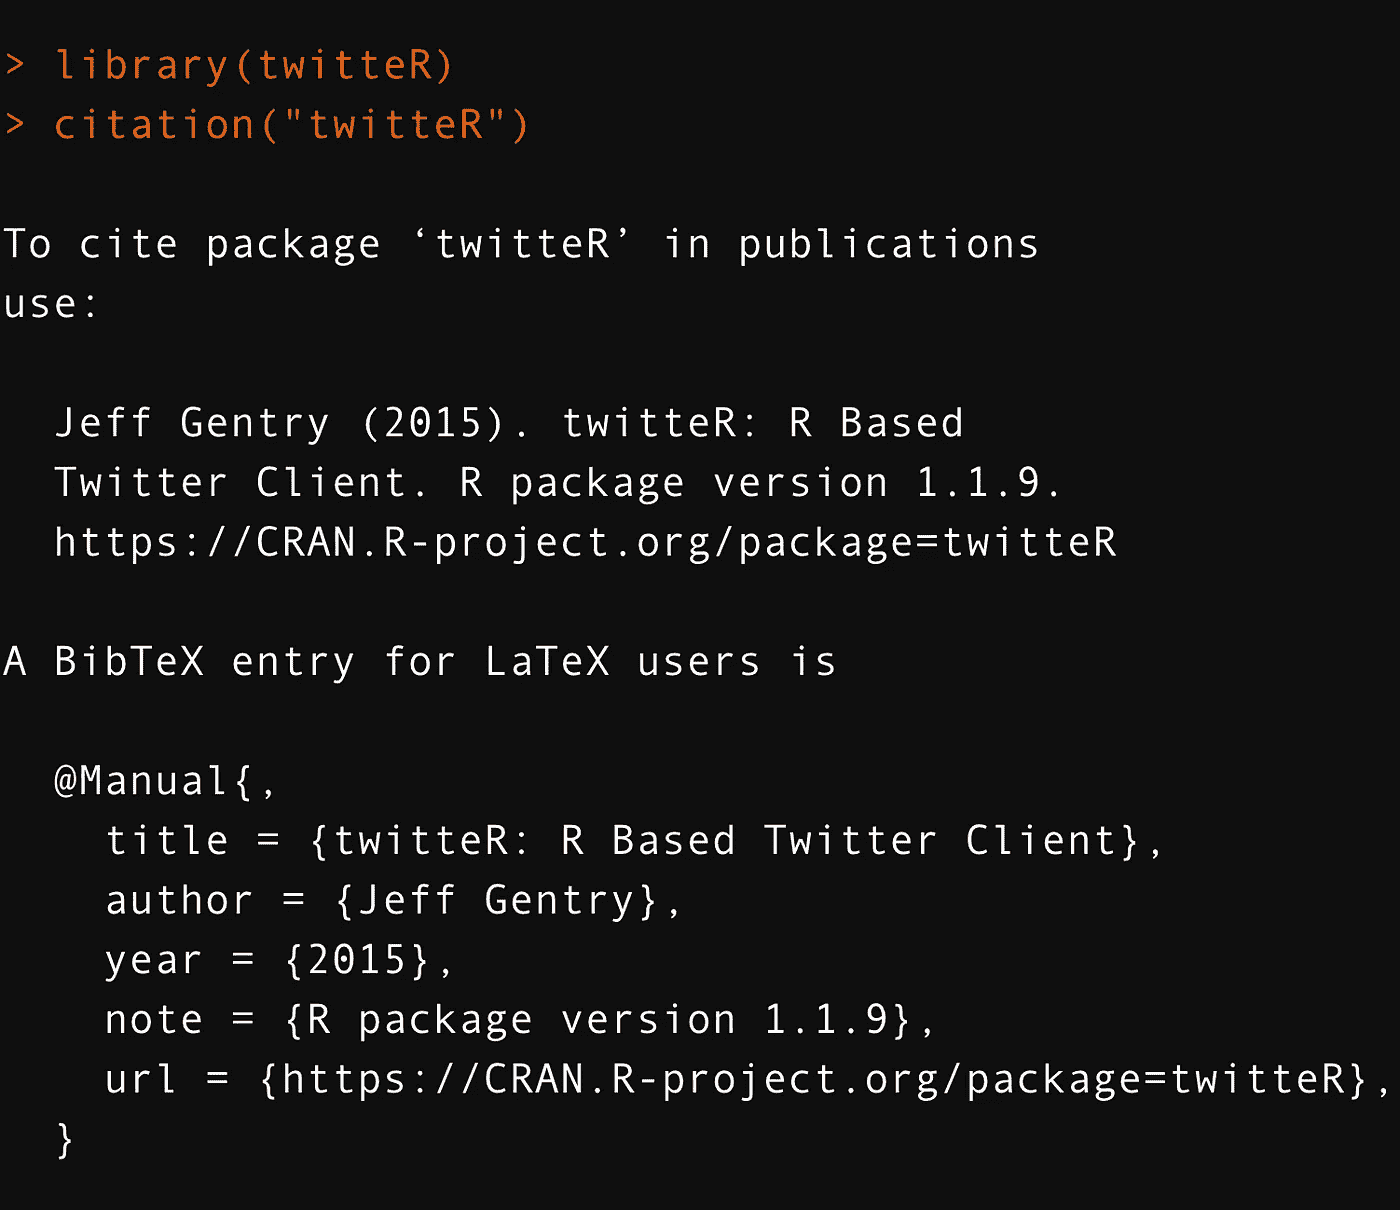 > library(twitteR)
> citation("twitteR")
To cite package ‘twitteR’ in publications
use:
Jeff Gentry (2015). twitteR: R Based
Twitter Client. R package version 1.1.9.
https://CRAN.R-project.org/package=twitteR
A BibTeX entry for LaTeX users is
@Manual{,
title = {twitteR: R Based Twitter Client},
author = {Jeff Gentry},
year = {2015},
note = {R package version 1.1.9},
url = {https://CRAN.R-project.org/package=twitteR},
}